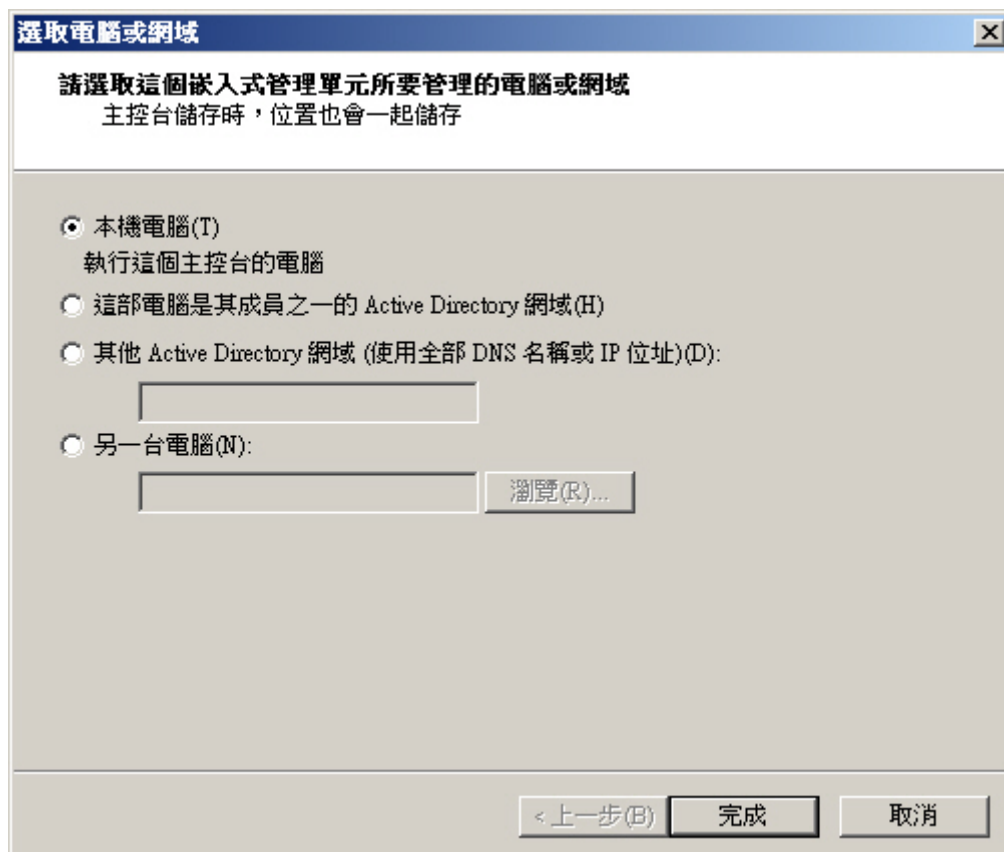 選取電腦或網域
請選取這個嵌入式管理單元所要管理的電腦或網域
主控台儲存時，位置也會一起儲存
本機電腦(T)
執行這個主控台的電腦
這部電腦是其成員之一的 Active Directory 網域(H)
其他 Active Directory 網域 (使用全部 DNS 名稱或 IP 位址)(D):
另一台電腦(N):
瀏覽(R)...
< 上一步(B) 完成 取消